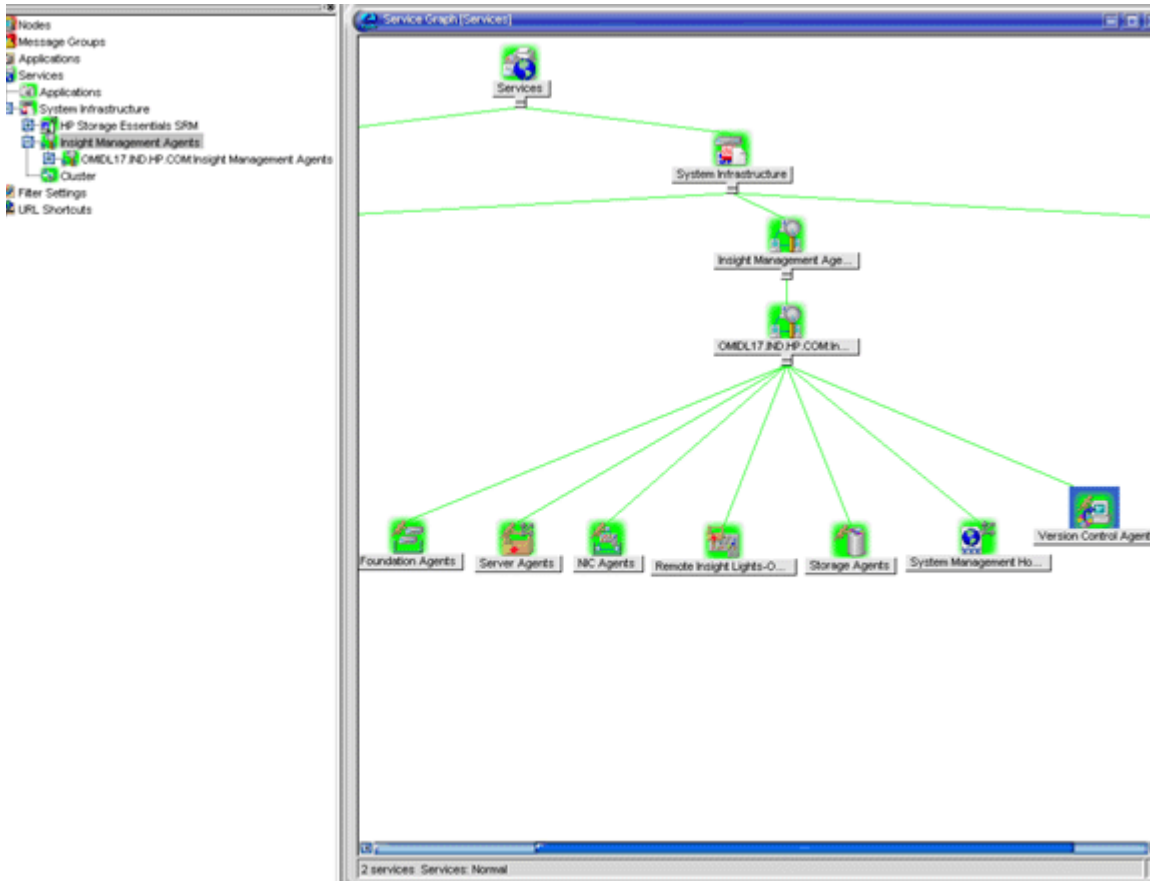 Nodes
Message Groups
Applications
Services
Applications
System Infrastructure
HP Storage Essentials SRM
Insight Management Agents
OMIDL17.IND.HP.COM:Insight Management Agents
Cluster
Filter Settings
URL Shortcuts
Service Graph [Services]
Services
System Infrastructure
Insight Management Age...
OMIDL17.IND.HP.COM:In...
Foundation Agents
Server Agents
NIC Agents
Remote Insight Lights-O...
Storage Agents
System Management Ho...
Version Control Agent
2 services Services: Normal